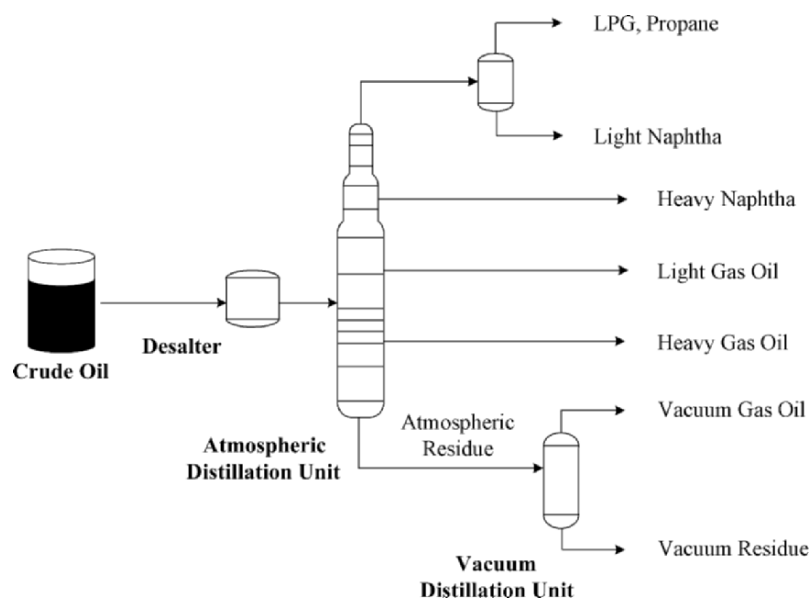 LPG, Propane
Light Naphtha
Heavy Naphtha
Light Gas Oil
Desalter
Crude Oil
Heavy Gas Oil
Atmospheric
Distillation Unit
Atmospheric
Residue
Vacuum Gas Oil
Vacuum
Distillation Unit
Vacuum Residue